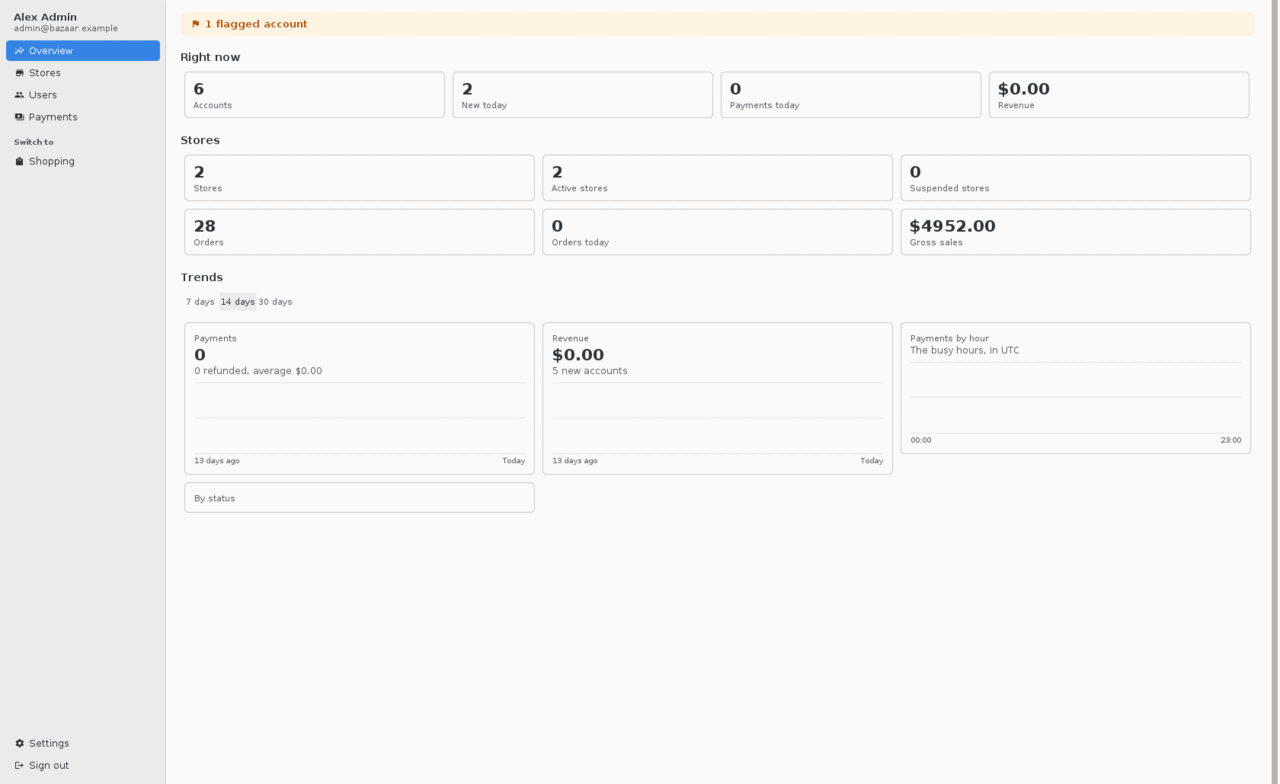 Alex Admin
admin@bazaar.example
Overview
Stores
Users
Payments
Switch to
Shopping
Settings
Sign out
1 flagged account
Right now
6
Accounts
2
New today
0
Payments today
$0.00
Revenue
Stores
2
Stores
2
Active stores
0
Suspended stores
28
Orders
0
Orders today
$4952.00
Gross sales
Trends
7 days 14 days 30 days
Payments
0
0 refunded, average $0.00
13 days ago Today
Revenue
$0.00
5 new accounts
13 days ago Today
Payments by hour
The busy hours, in UTC
00:00 23:00
By status